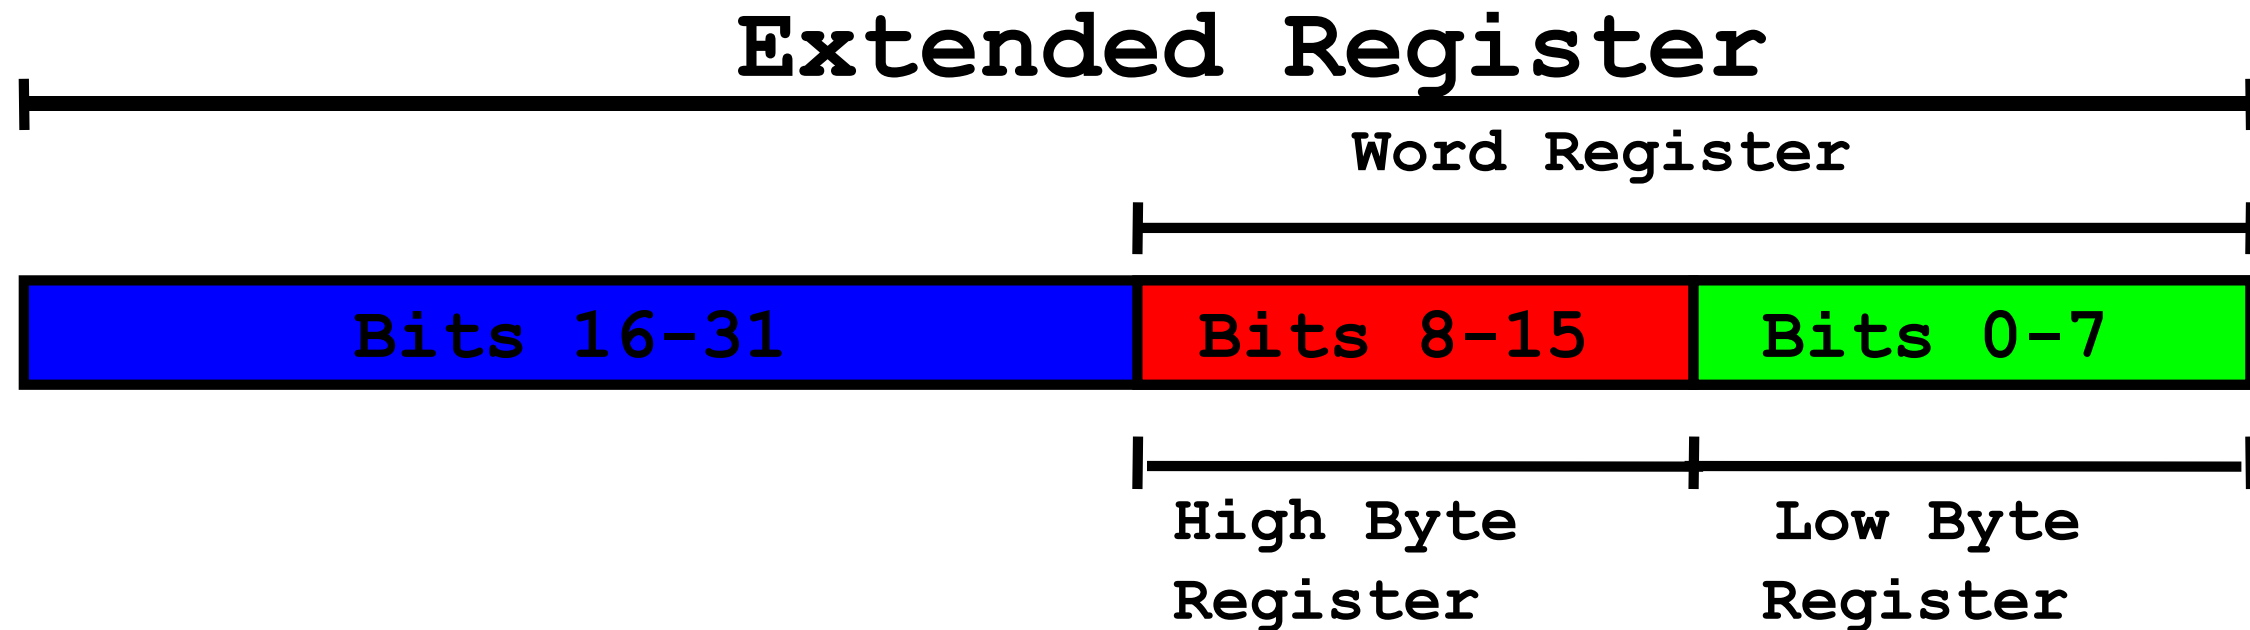 Extended Register
Word Register
Bits 16-31 Bits 8-15 Bits 0-7
High Byte Low Byte
Register Register